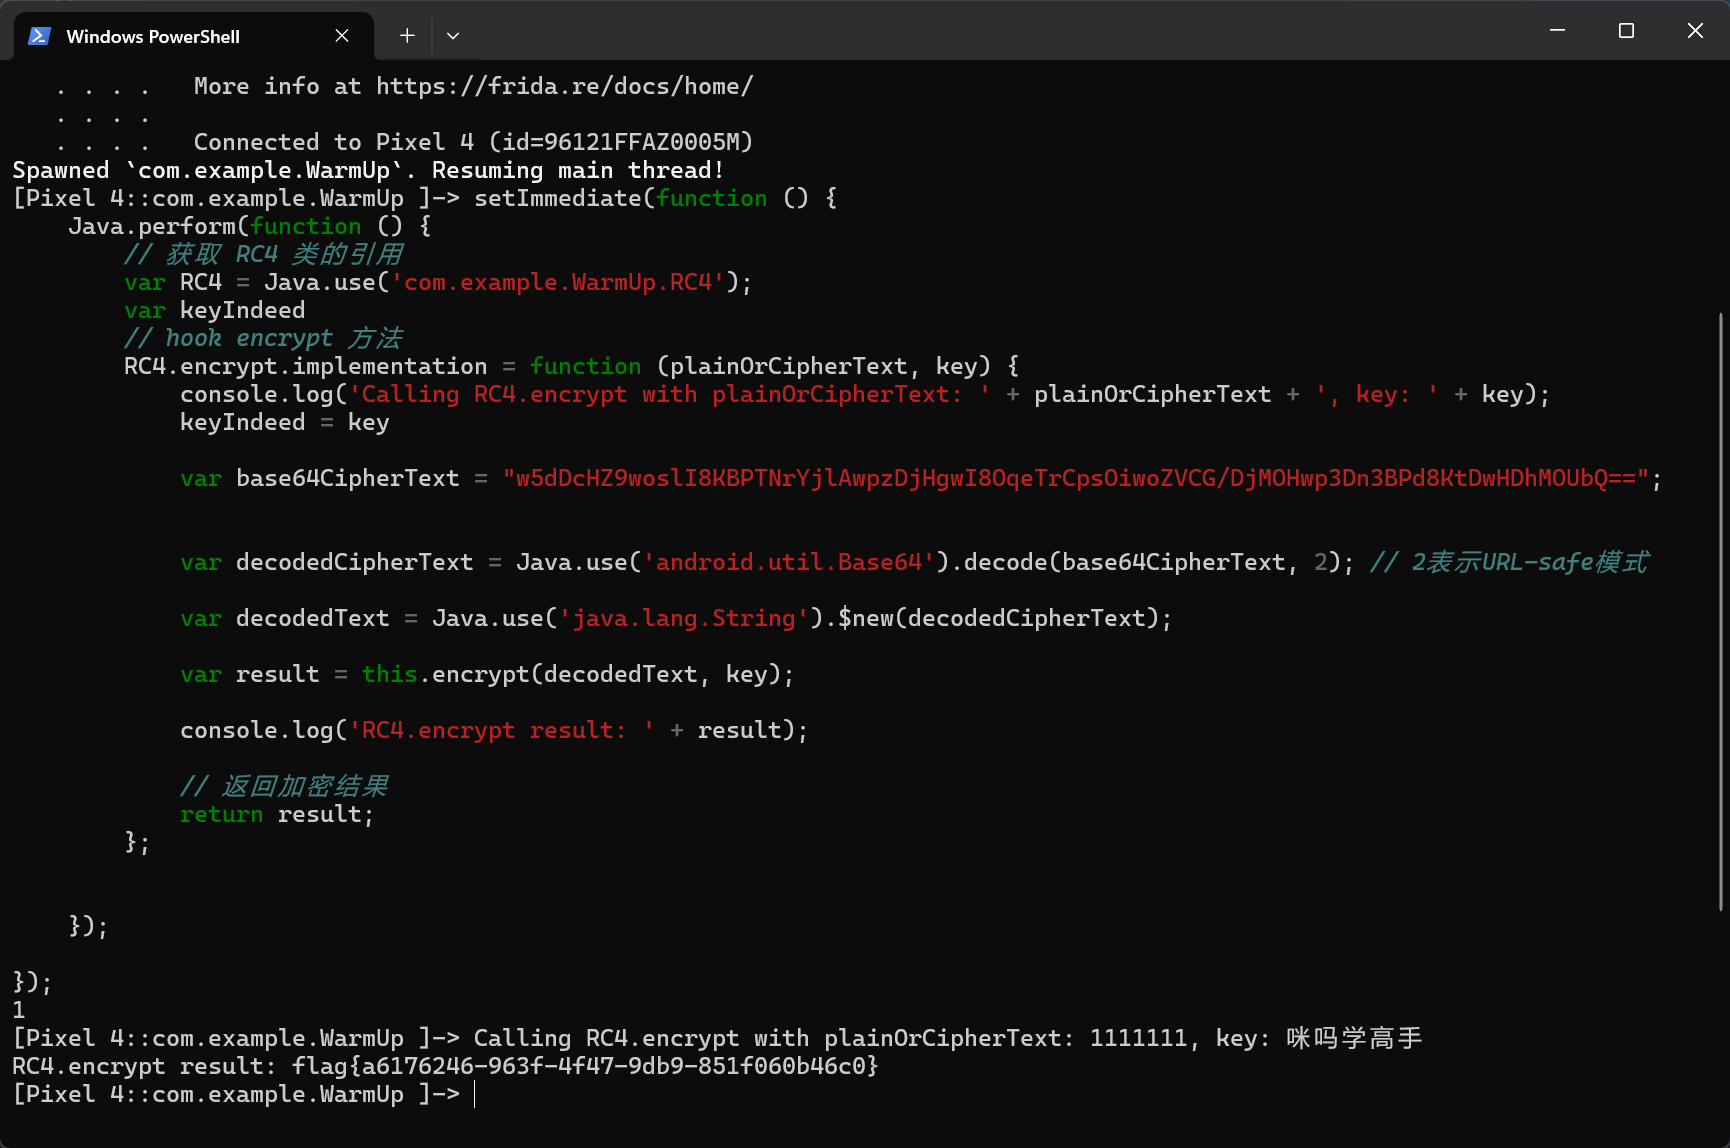 Windows PowerShell
. . . .   More info at https://frida.re/docs/home/
. . . .
. . . .   Connected to Pixel 4 (id=96121FFAZ0005M)
Spawned `com.example.WarmUp`. Resuming main thread!
[Pixel 4::com.example.WarmUp ]-> setImmediate(function () {
    Java.perform(function () {
        // 获取 RC4 类的引用
        var RC4 = Java.use('com.example.WarmUp.RC4');
        var keyIndeed
        // hook encrypt 方法
        RC4.encrypt.implementation = function (plainOrCipherText, key) {
            console.log('Calling RC4.encrypt with plainOrCipherText: ' + plainOrCipherText + ', key: ' + key);
            keyIndeed = key
            var base64CipherText = "w5dDcHZ9woslI8KBPTNrYjlAwpzDjHgwI8OqeTrCpsOiwoZVCG/DjMOHwp3Dn3BPd8KtDwHDhMOUbQ==";
            var decodedCipherText = Java.use('android.util.Base64').decode(base64CipherText, 2); // 2表示URL-safe模式
            var decodedText = Java.use('java.lang.String').$new(decodedCipherText);
            var result = this.encrypt(decodedText, key);
            console.log('RC4.encrypt result: ' + result);
            // 返回加密结果
            return result;
        };
    });
});
1
[Pixel 4::com.example.WarmUp ]-> Calling RC4.encrypt with plainOrCipherText: 1111111, key: 咪吗学高手
RC4.encrypt result: flag{a6176246-963f-4f47-9db9-851f060b46c0}
[Pixel 4::com.example.WarmUp ]->